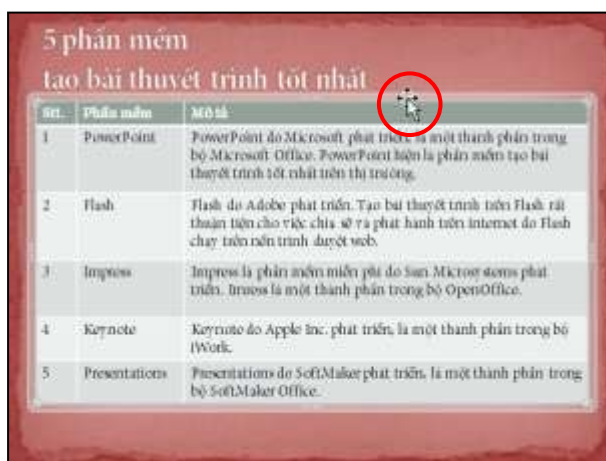 5 phần mềm
tạo bài thuyết trình tốt nhất
Stt. Phần mềm Mô tả
1 PowerPoint PowerPoint do Microsoft phát triển, là một thành phần trong
bộ Microsoft Office. PowerPoint hiện là phần mềm tạo bài
thuyết trình tốt nhất trên thị trường.
2 Flash Flash do Adobe phát triển. Tạo bài thuyết trình trên Flash rất
thuận tiện cho việc chia sẽ và phát hành trên internet do Flash
chạy trên nền trình duyệt web.
3 Impress Impress là phần mềm miễn phí do Sun Microsystems phát
triển. là một thành phần trong bộ OpenOffice.
4 Keynote Keynote do Apple Inc. phát triển, là một thành phần trong bộ
iWork.
5 Presentations Presentations do SoftMaker phát triển, là một thành phần trong
bộ SoftMaker Office.